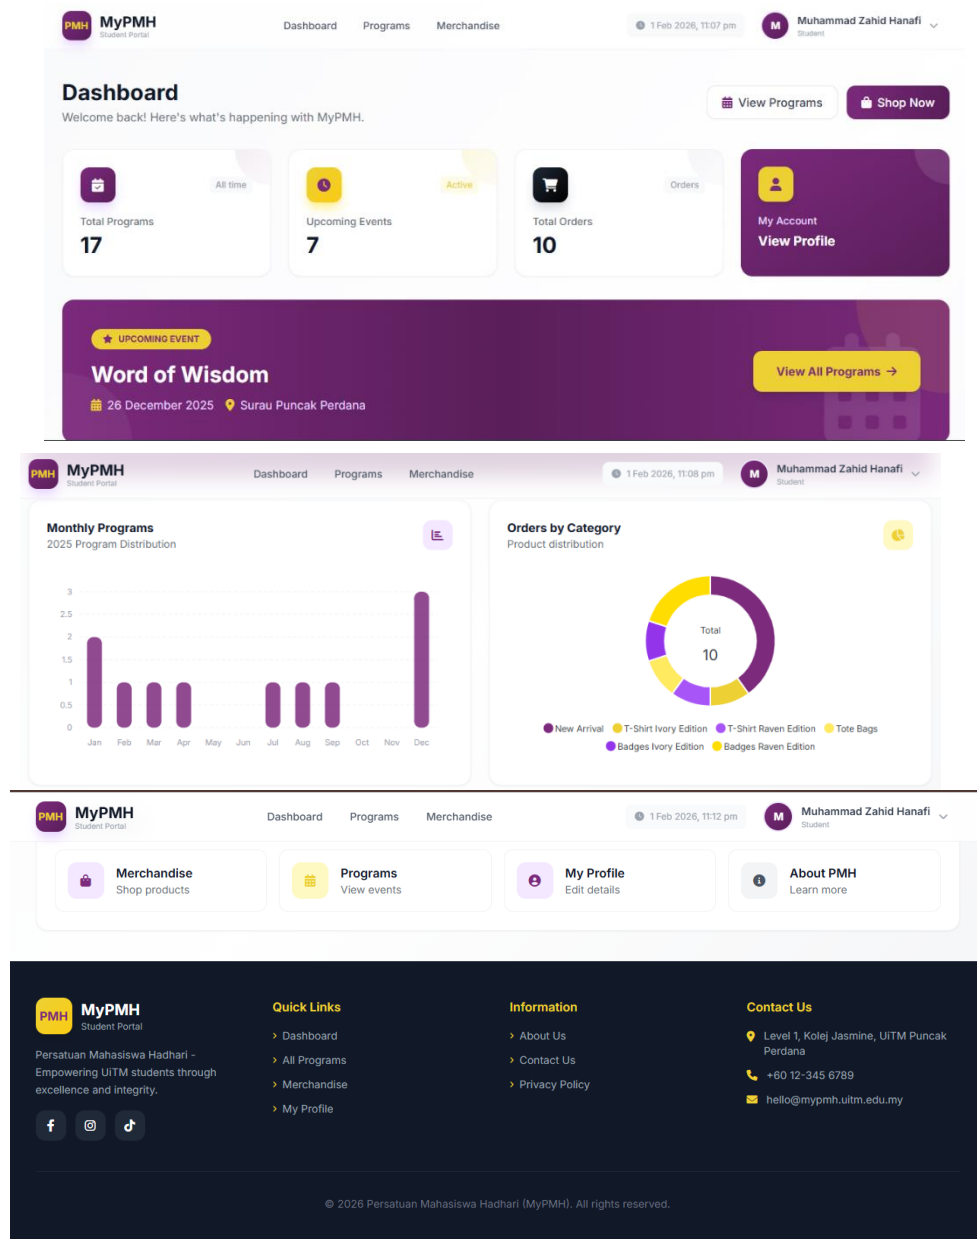 PMH MyPMH
Student Portal
Dashboard Programs Merchandise
1 Feb 2026, 11:07 pm
M
Muhammad Zahid Hanafi
Student
Dashboard
Welcome back! Here's what's happening with MyPMH.
View Programs
Shop Now
All time
Total Programs
17
Active
Upcoming Events
7
Orders
Total Orders
10
My Account
View Profile
UPCOMING EVENT
Word of Wisdom
26 December 2025 Surau Puncak Perdana
View All Programs →
PMH MyPMH
Student Portal
Dashboard Programs Merchandise
1 Feb 2026, 11:08 pm
M
Muhammad Zahid Hanafi
Student
Monthly Programs
2025 Program Distribution
3
2.5
2
1.5
1
0.5
0
Jan Feb Mar Apr May Jun Jul Aug Sep Oct Nov Dec
Orders by Category
Product distribution
Total
10
New Arrival T-Shirt Ivory Edition T-Shirt Raven Edition Tote Bags
Badges Ivory Edition Badges Raven Edition
PMH MyPMH
Student Portal
Dashboard Programs Merchandise
1 Feb 2026, 11:12 pm
M
Muhammad Zahid Hanafi
Student
Merchandise
Shop products
Programs
View events
My Profile
Edit details
About PMH
Learn more
PMH MyPMH
Student Portal
Persatuan Mahasiswa Hadhari -
Empowering UiTM students through
excellence and integrity.
Quick Links
> Dashboard
> All Programs
> Merchandise
> My Profile
Information
> About Us
> Contact Us
> Privacy Policy
Contact Us
Level 1, Kolej Jasmine, UiTM Puncak
Perdana
+60 12-345 6789
hello@mypmh.uitm.edu.my
© 2026 Persatuan Mahasiswa Hadhari (MyPMH). All rights reserved.